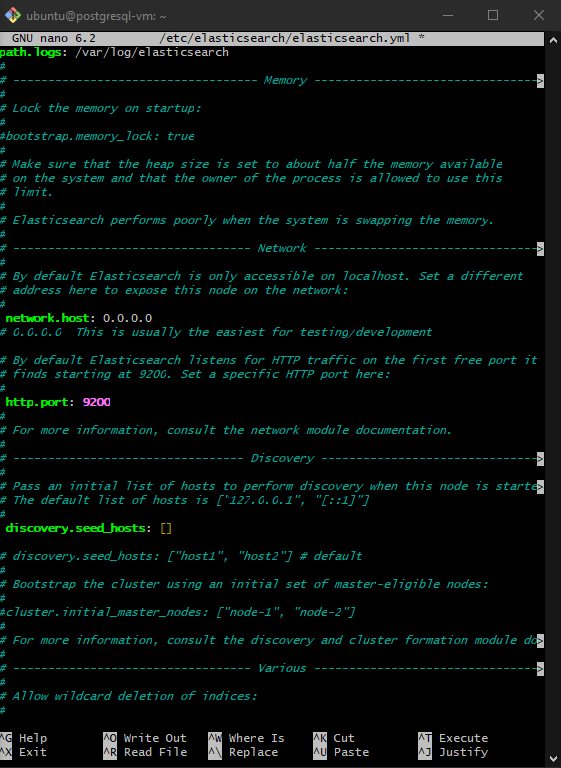 ubuntu@postgresql-vm: ~
GNU nano 6.2 /etc/elasticsearch/elasticsearch.yml *
path.logs: /var/log/elasticsearch
#
# ----------------------------------- Memory -------------------------------->
#
# Lock the memory on startup:
#
#bootstrap.memory_lock: true
#
# Make sure that the heap size is set to about half the memory available
# on the system and that the owner of the process is allowed to use this
# limit.
#
# Elasticsearch performs poorly when the system is swapping the memory.
#
# ---------------------------------- Network -------------------------------->
#
# By default Elasticsearch is only accessible on localhost. Set a different
# address here to expose this node on the network:
#
network.host: 0.0.0.0
# 0.0.0.0  This is usually the easiest for testing/development

# By default Elasticsearch listens for HTTP traffic on the first free port it
# finds starting at 9200. Set a specific HTTP port here:
#
http.port: 9200
#
# For more information, consult the network module documentation.
#
# --------------------------------- Discovery -------------------------------->
#
# Pass an initial list of hosts to perform discovery when this node is starte>
# The default list of hosts is ["127.0.0.1", "[::1]"]
#
discovery.seed_hosts: []

# discovery.seed_hosts: ["host1", "host2"] # default
#
# Bootstrap the cluster using an initial set of master-eligible nodes:
#
#cluster.initial_master_nodes: ["node-1", "node-2"]
#
# For more information, consult the discovery and cluster formation module do>
#
# ---------------------------------- Various -------------------------------->
#
# Allow wildcard deletion of indices:
#
^G Help ^O Write Out ^W Where Is ^K Cut ^T Execute
^X Exit ^R Read File ^\ Replace ^U Paste ^J Justify